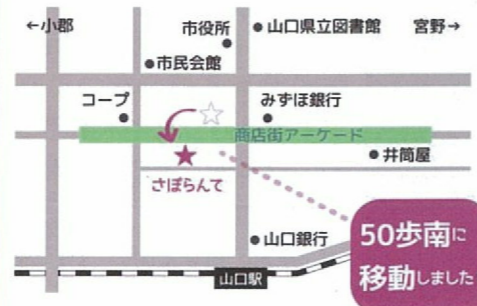 ←小郡
市役所
山口県立図書館
宮野→
市民会館
コープ
みずほ銀行
商店街アーケード
井筒屋
さぽらんて
山口銀行
50歩南に
移動しました
山口駅